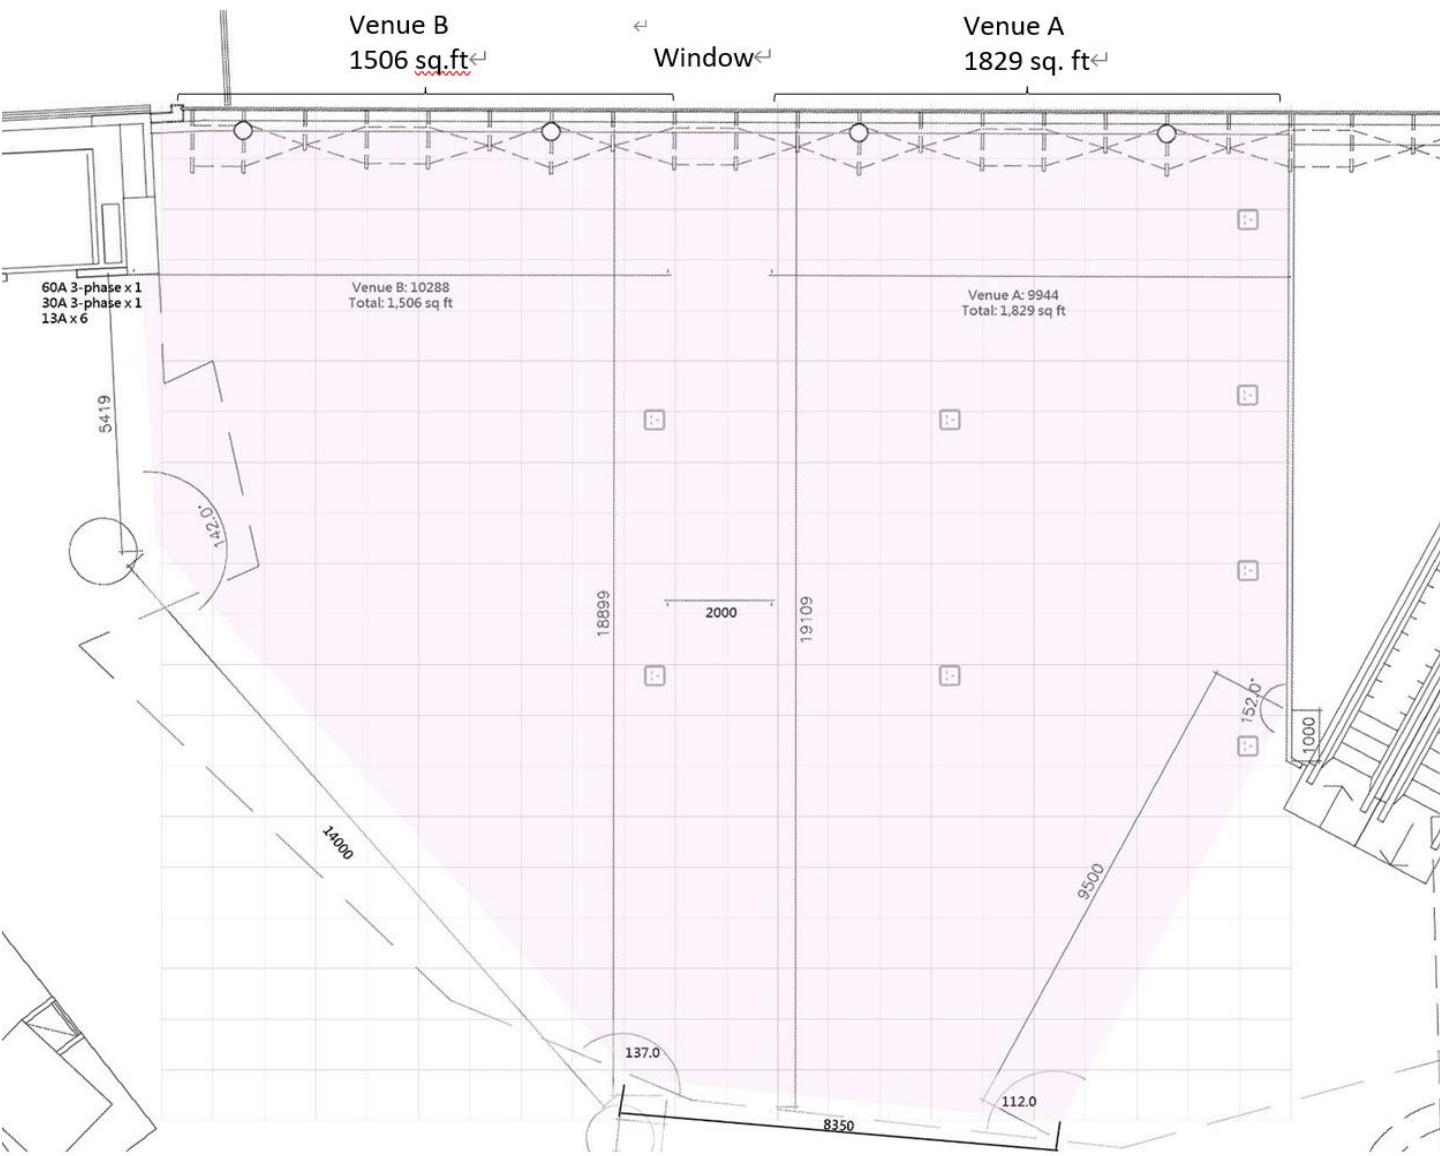 Venue B
1506 sq.ft
Window
Venue A
1829 sq. ft
60A 3-phase x 1
30A 3-phase x 1
13A x 6
Venue B: 10288
Total: 1,506 sq ft
Venue A: 9944
Total: 1,829 sq ft
5419
142.0°
18899
2000
19109
152.0°
1000
14000
9500
137.0
112.0
8350